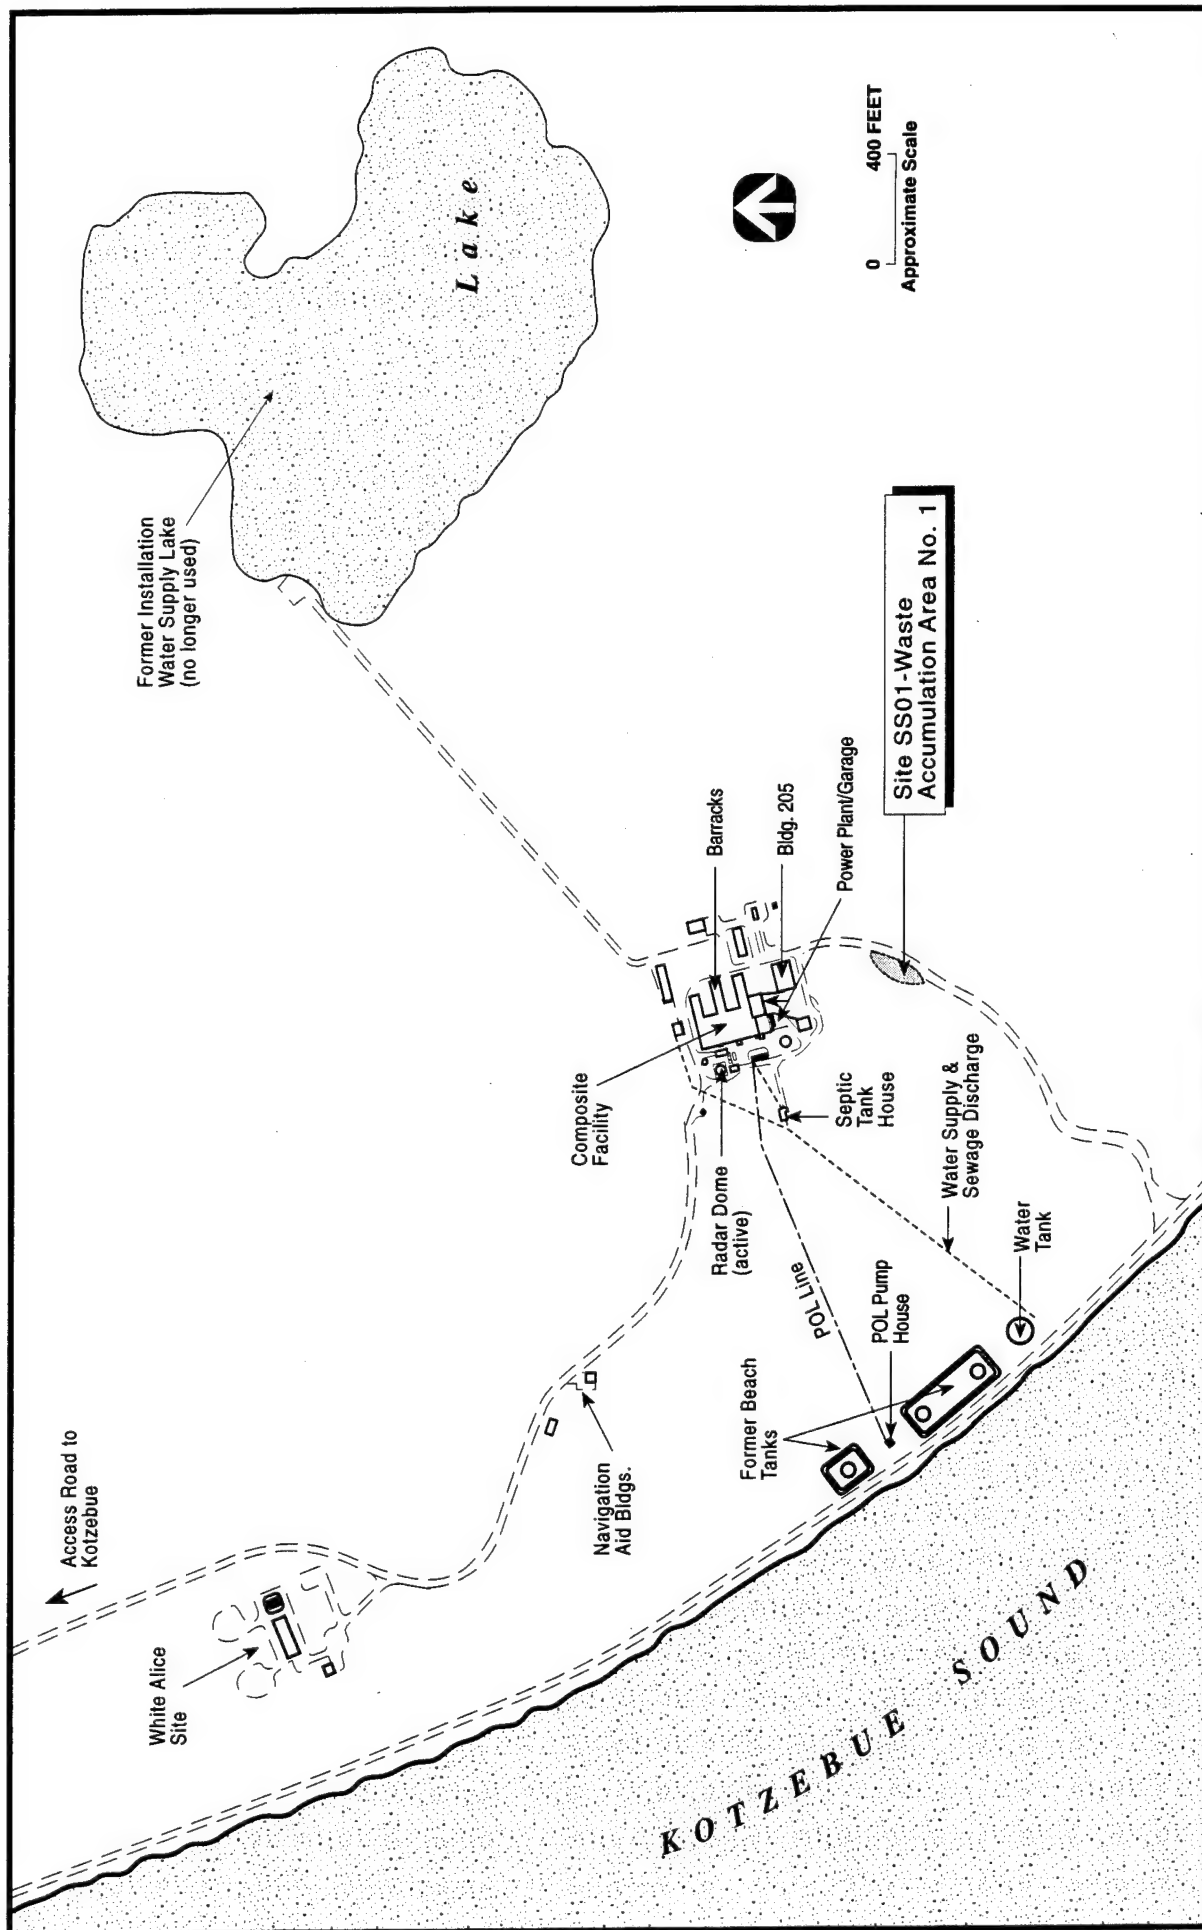 Access Road to
Kotzebue
White Alice
Site
Former Installation
Water Supply Lake
(no longer used)
Lake
Navigation
Aid Bldgs.
Composite
Facility
Barracks
Radar Dome
(active)
Bldg. 205
Power Plant/Garage
Septic
Tank
House
Site SS01-Waste
Accumulation Area No. 1
Water Supply &
Sewage Discharge
Water
Tank
POL Line
POL Pump
House
Former Beach
Tanks
KOTZEBUE SOUND
0 400 FEET
Approximate Scale